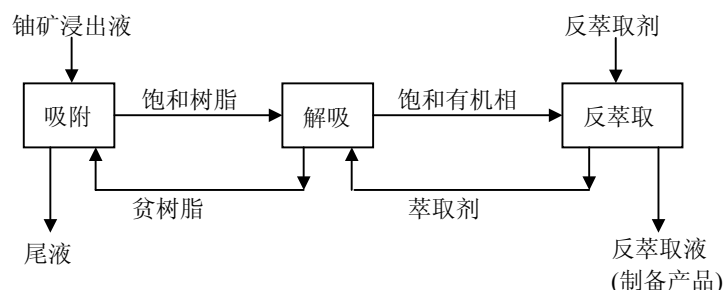 铀矿浸出液
反萃取剂
吸附
饱和树脂
解吸
饱和有机相
反萃取
贫树脂
萃取剂
尾液
反萃取液
(制备产品)